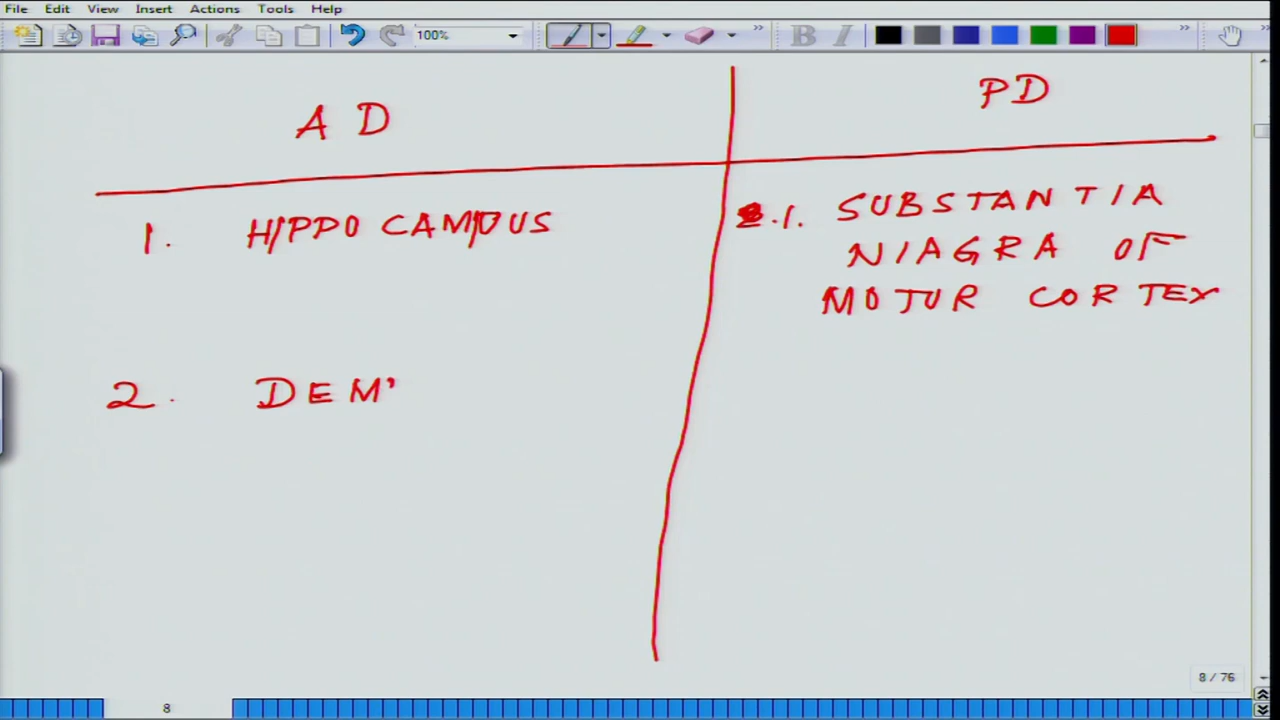 File Edit View Insert Actions Tools Help
100%
A D
PD
1. HIPPOCAMPUS
.1. SUBSTANTIA
NIAGRA OF
MOTOR CORTEX
2. DEM
8 / 76
8